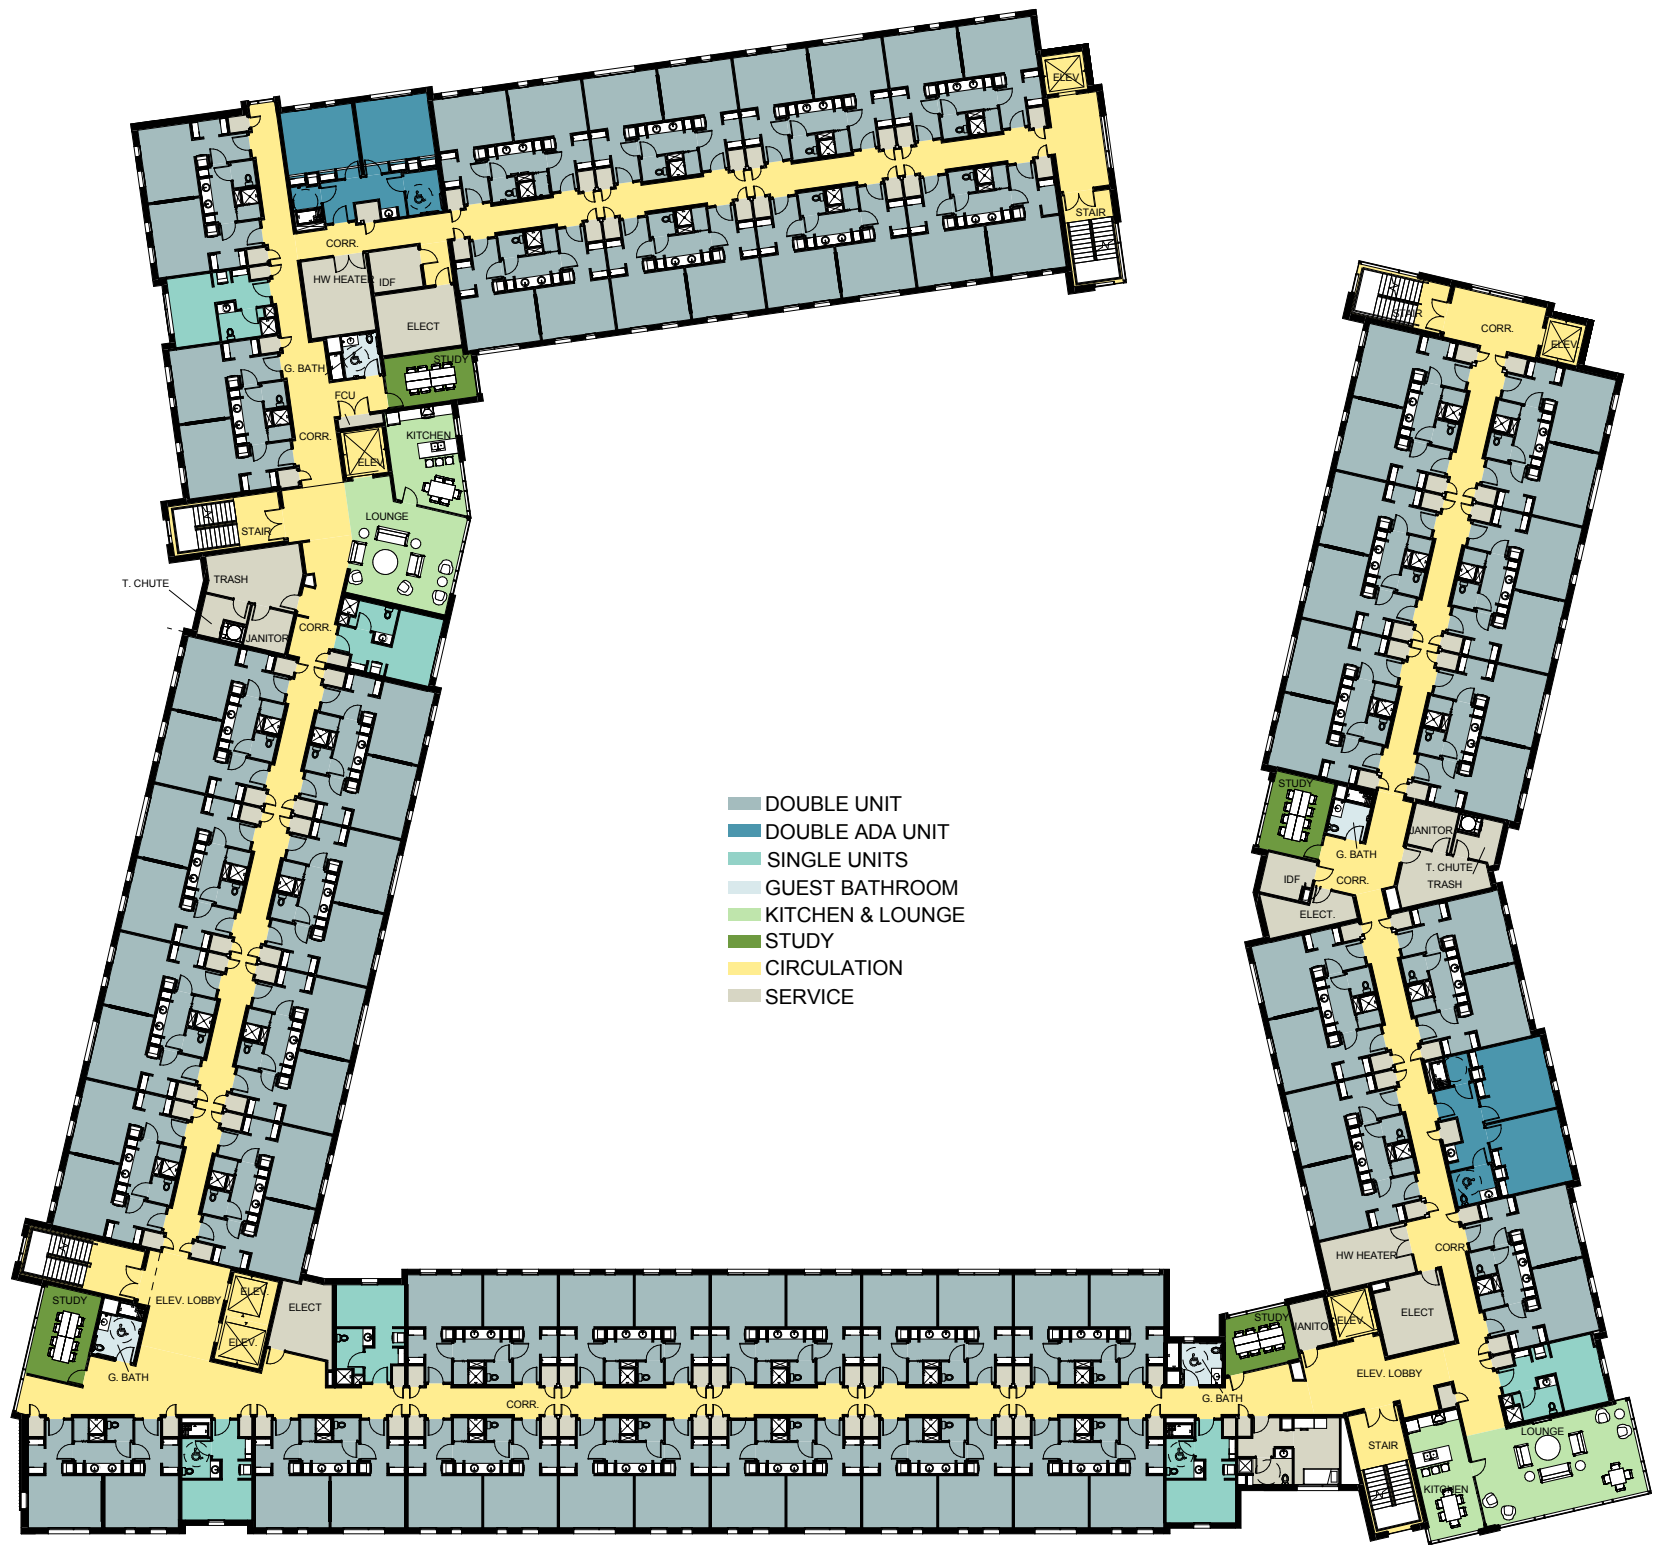 ELEV
STAIR
CORR.
HW HEATER
IDF
ELECT
STUDY
G. BATH
FCU
CORR.
KITCHEN
ELEV
LOUNGE
STAIR
TRASH
T. CHUTE
JANITOR
CORR.
STAIR
CORR.
ELEV.
STUDY
JANITOR
G. BATH
T. CHUTE
TRASH
IDF
CORR.
ELECT.
DOUBLE UNIT
DOUBLE ADA UNIT
SINGLE UNITS
GUEST BATHROOM
KITCHEN & LOUNGE
STUDY
CIRCULATION
SERVICE
HW HEATER
CORR.
ELECT
STUDY
JANITOR
ELEV.
ELEV. LOBBY
G. BATH
STAIR
LOUNGE
KITCHEN
STUDY
ELEV. LOBBY
ELEV.
ELECT
ELEV.
G. BATH
CORR.